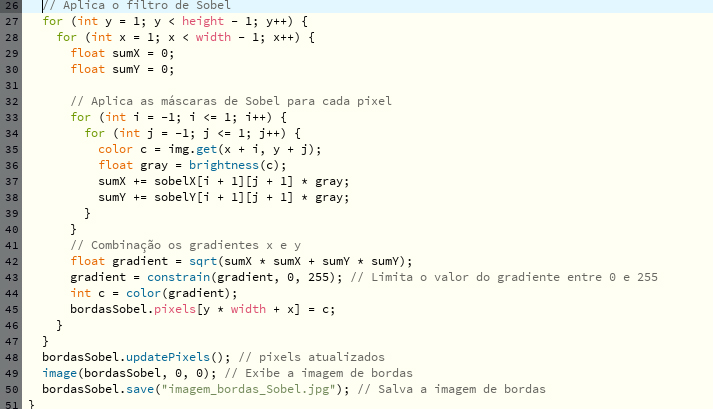 26 // Aplica o filtro de Sobel
27 for (int y = 1; y < height - 1; y++) {
28 for (int x = 1; x < width - 1; x++) {
29 float sumX = 0;
30 float sumY = 0;
31
32 // Aplica as máscaras de Sobel para cada pixel
33 for (int i = -1; i <= 1; i++) {
34 for (int j = -1; j <= 1; j++) {
35 color c = img.get(x + i, y + j);
36 float gray = brightness(c);
37 sumX += sobelX[i + 1][j + 1] * gray;
38 sumY += sobelY[i + 1][j + 1] * gray;
39 }
40 }
41 // Combinação os gradientes x e y
42 float gradient = sqrt(sumX * sumX + sumY * sumY);
43 gradient = constrain(gradient, 0, 255); // Limita o valor do gradiente entre 0 e 255
44 int c = color(gradient);
45 bordasSobel.pixels[y * width + x] = c;
46 }
47 }
48 bordasSobel.updatePixels(); // pixels atualizados
49 image(bordasSobel, 0, 0); // Exibe a imagem de bordas
50 bordasSobel.save("imagem_bordas_Sobel.jpg"); // Salva a imagem de bordas
51 }